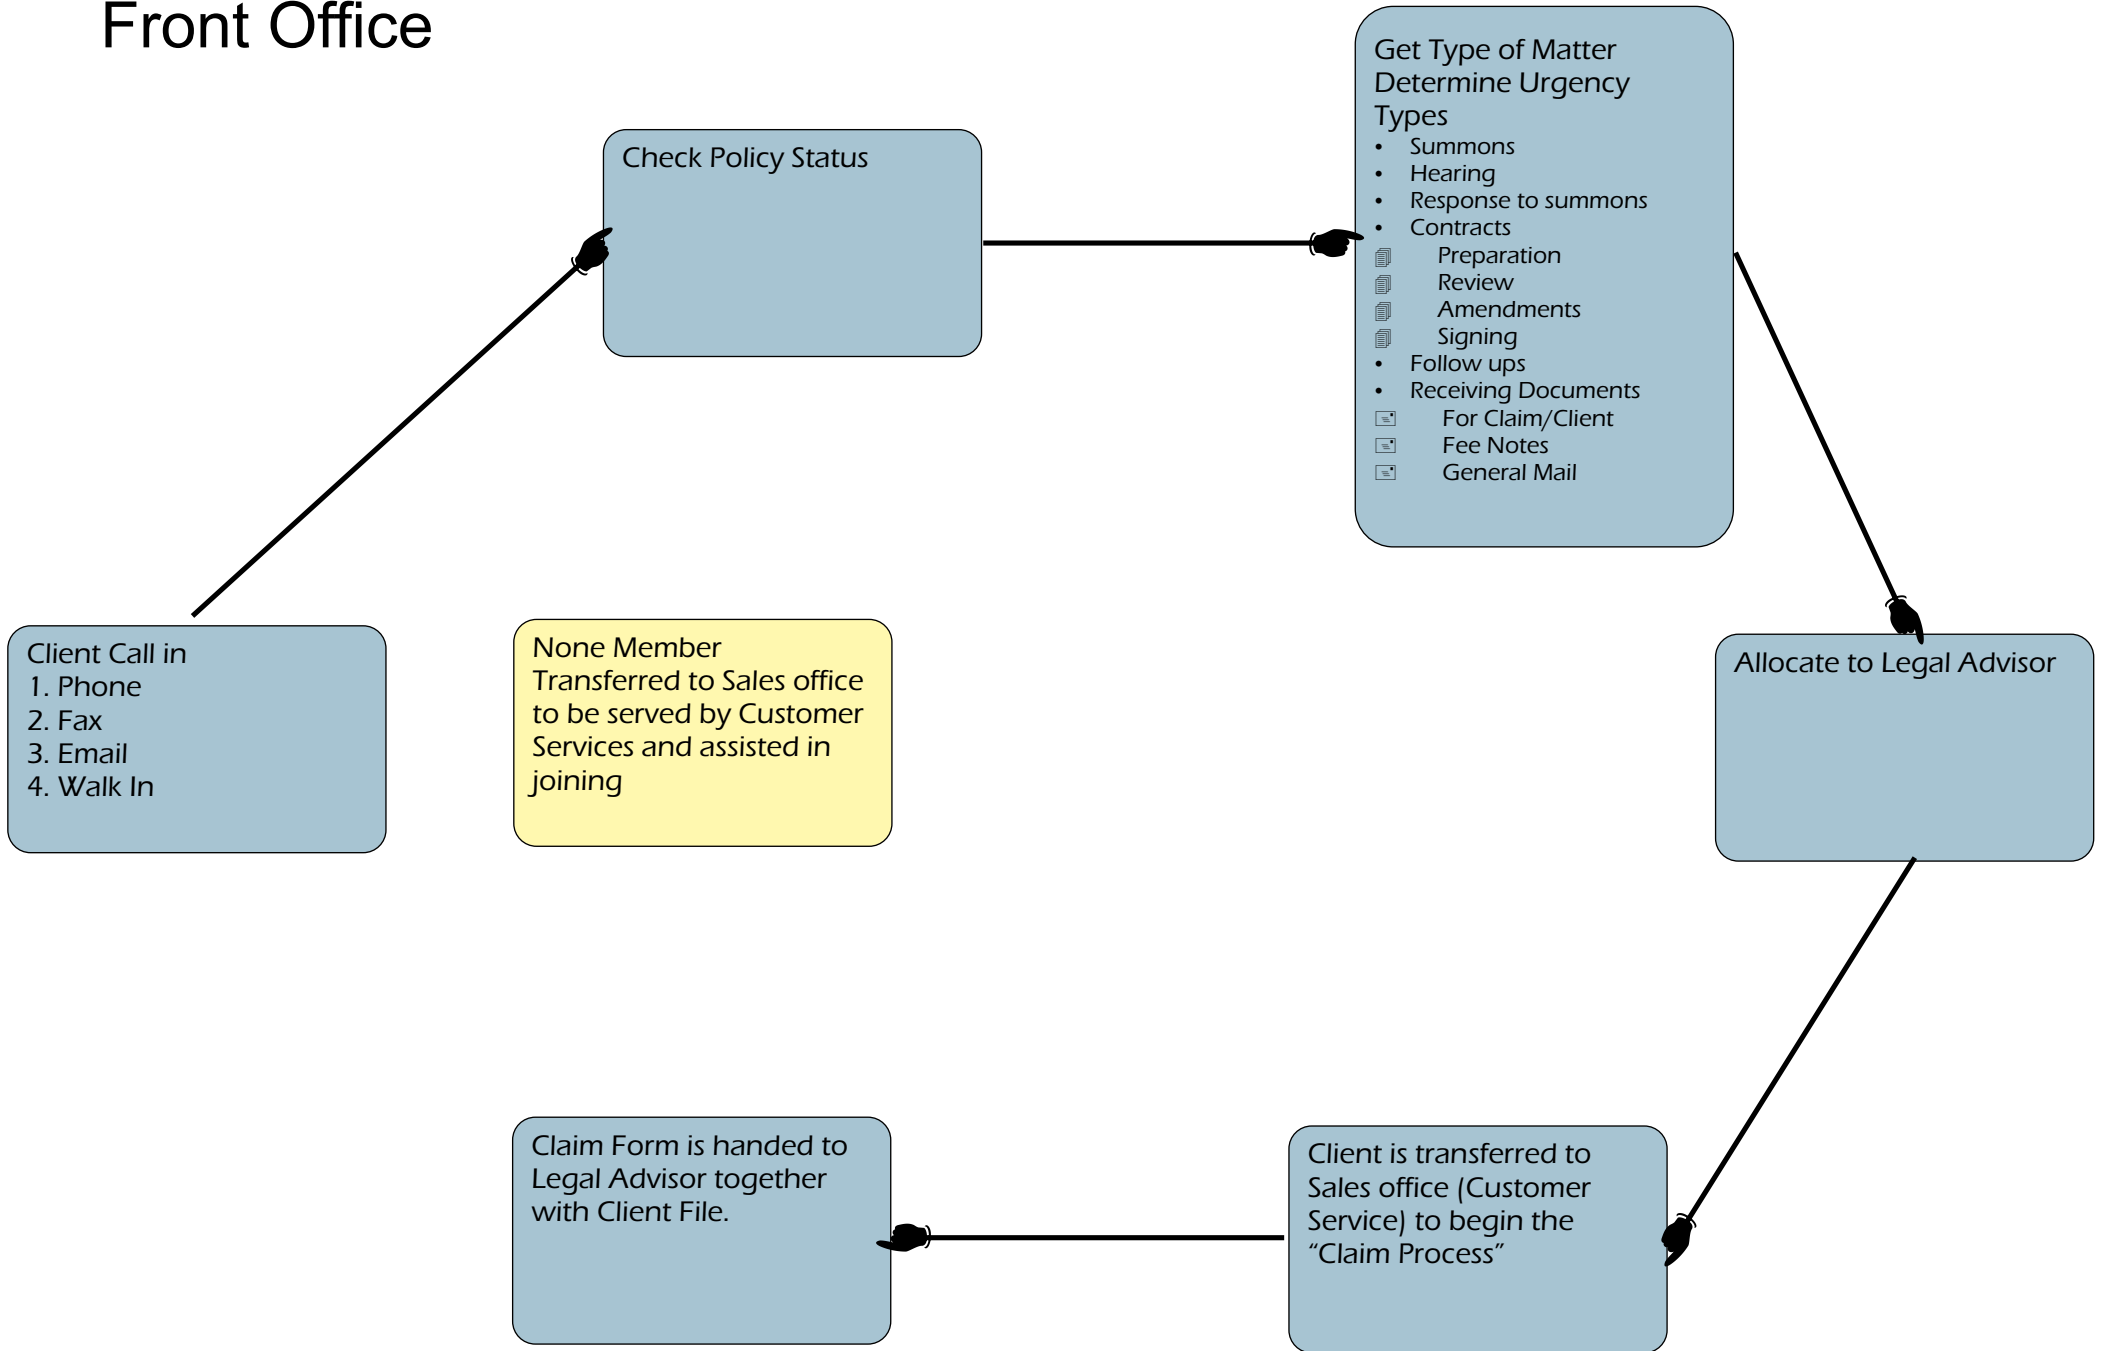 Front Office
Check Policy Status
Get Type of Matter
Determine Urgency
Types
• Summons
• Hearing
• Response to summons
• Contracts
Preparation
Review
Amendments
Signing
• Follow ups
• Receiving Documents
For Claim/Client
Fee Notes
General Mail
Client Call in
1. Phone
2. Fax
3. Email
4. Walk In
None Member
Transferred to Sales office
to be served by Customer
Services and assisted in
joining
Allocate to Legal Advisor
Claim Form is handed to
Legal Advisor together
with Client File.
Client is transferred to
Sales office (Customer
Service) to begin the
“Claim Process”